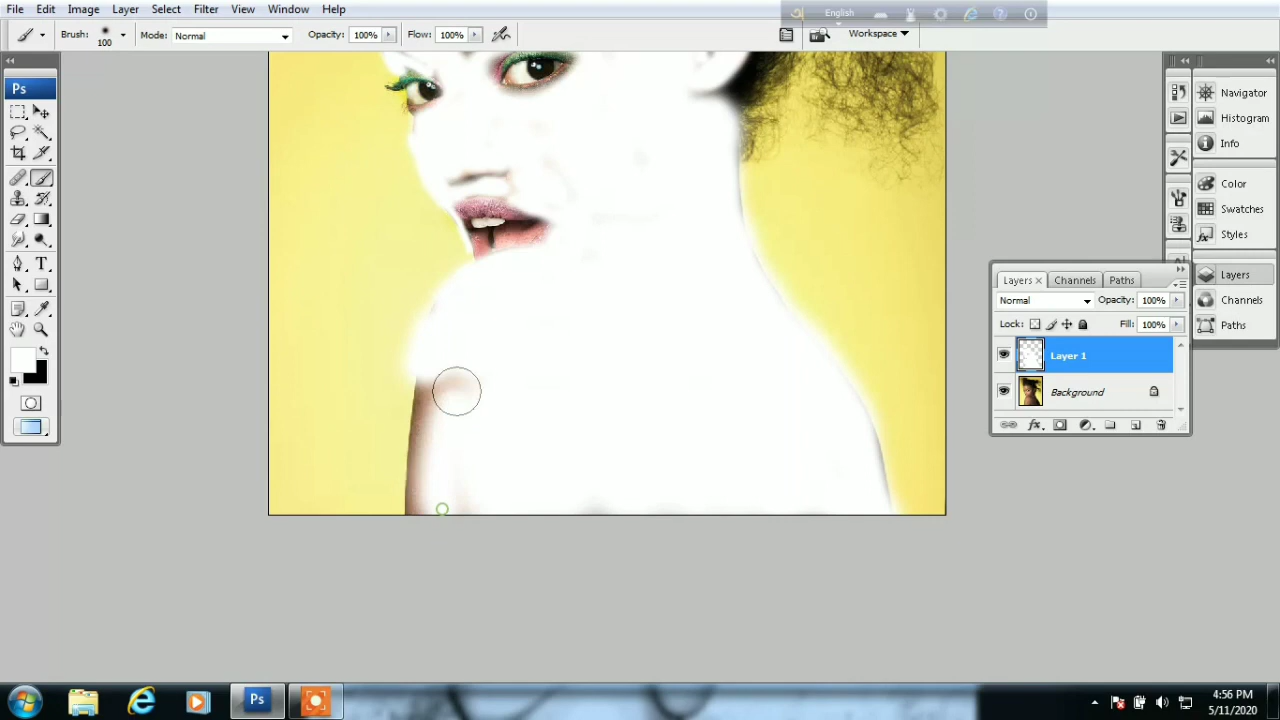 File Edit Image Layer Select Filter View Window Help
English
Brush: 100 Mode: Normal Opacity: 100% Flow: 100% Workspace
Ps
Navigator
Histogram
Info
Color
Swatches
Styles
Layers
Channels
Paths
Layers Channels Paths
Normal Opacity: 100%
Lock: Fill: 100%
Layer 1
Background
fx
T
Ps
4:56 PM
5/11/2020